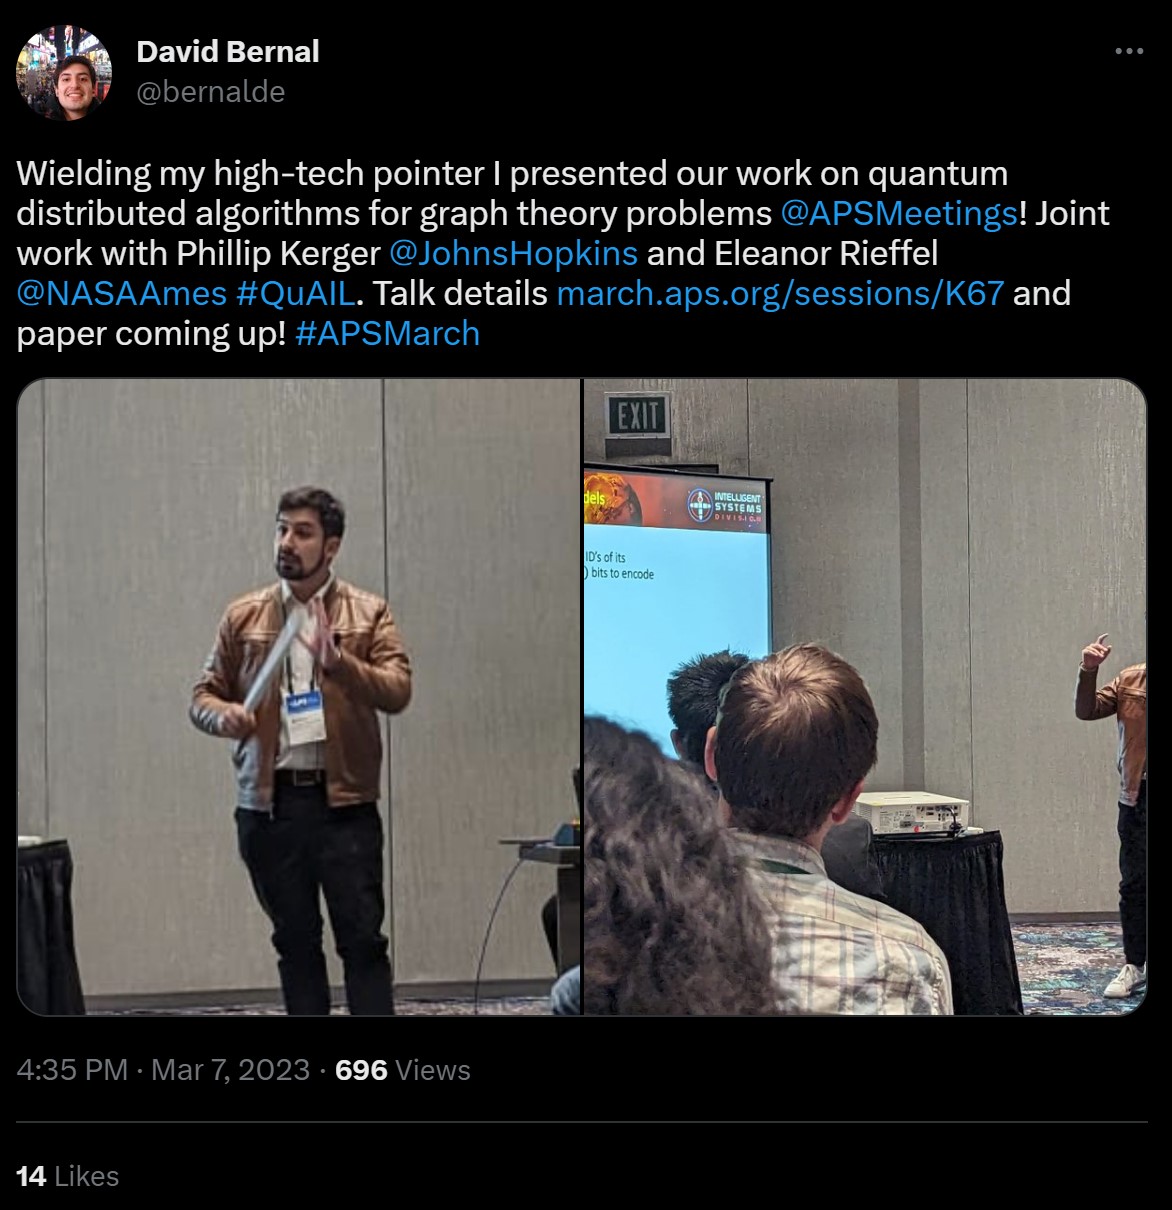 David Bernal
@bernalde
Wielding my high-tech pointer I presented our work on quantum
distributed algorithms for graph theory problems @APSMeetings! Joint
work with Phillip Kerger @JohnsHopkins and Eleanor Rieffel
@NASAAmes #QuAIL. Talk details march.aps.org/sessions/K67 and
paper coming up! #APSMarch
EXIT
dels
INTELLIGENT
SYSTEMS
DIVISION
ID's of its
) bits to encode
4:35 PM · Mar 7, 2023 · 696 Views
14 Likes